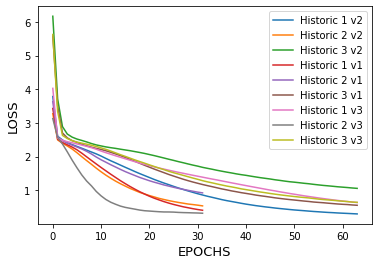 Historic 1 v2
Historic 2 v2
Historic 3 v2
Historic 1 v1
Historic 2 v1
Historic 3 v1
Historic 1 v3
Historic 2 v3
Historic 3 v3
6
5
4
3
2
1
LOSS
0 10 20 30 40 50 60
EPOCHS